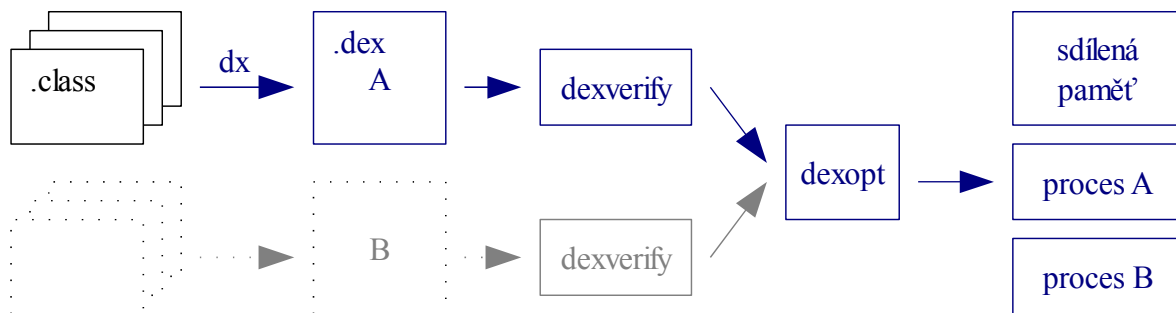 .class
dx
.dex
A
dexverify
dexopt
sdílená
paměť
proces A
B
dexverify
proces B